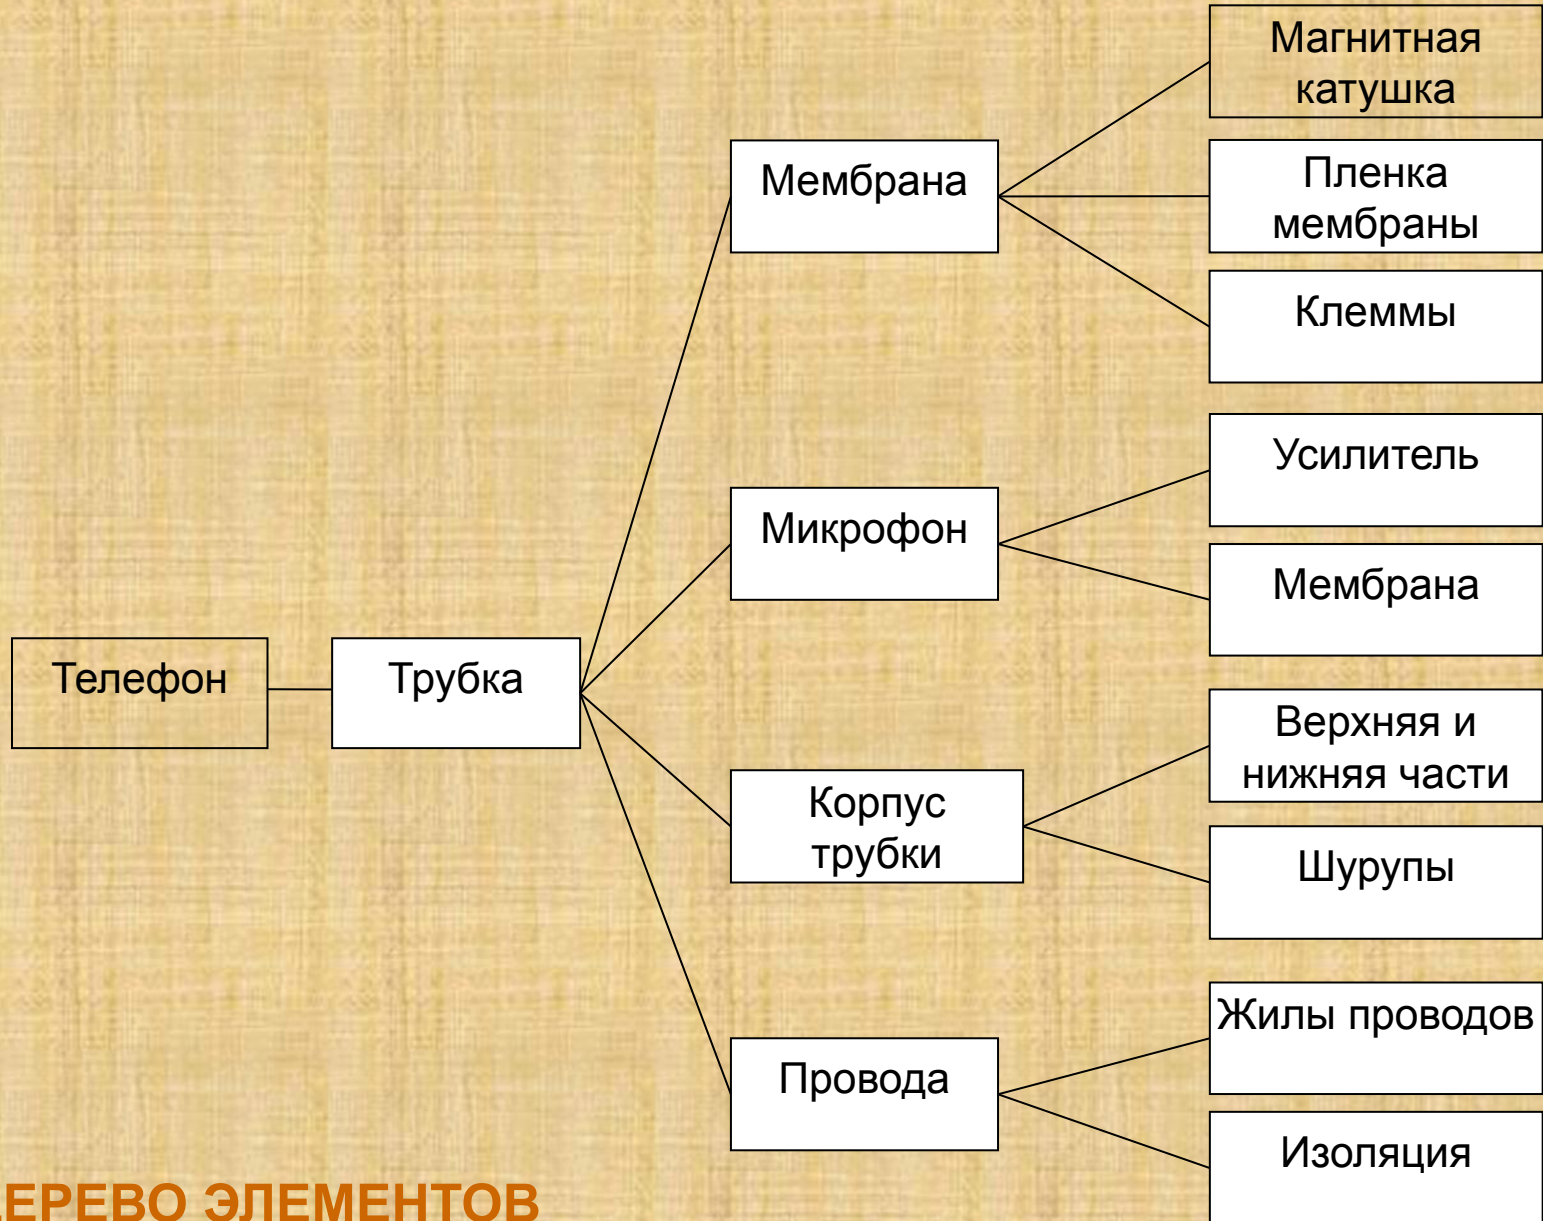 Магнитная
катушка
Мембрана
Пленка
мембраны
Клеммы
Усилитель
Микрофон
Мембрана
Телефон
Трубка
Верхняя и
нижняя части
Корпус
трубки
Шурупы
Жилы проводов
Провода
Изоляция
ЕРЕВО ЭЛЕМЕНТОВ